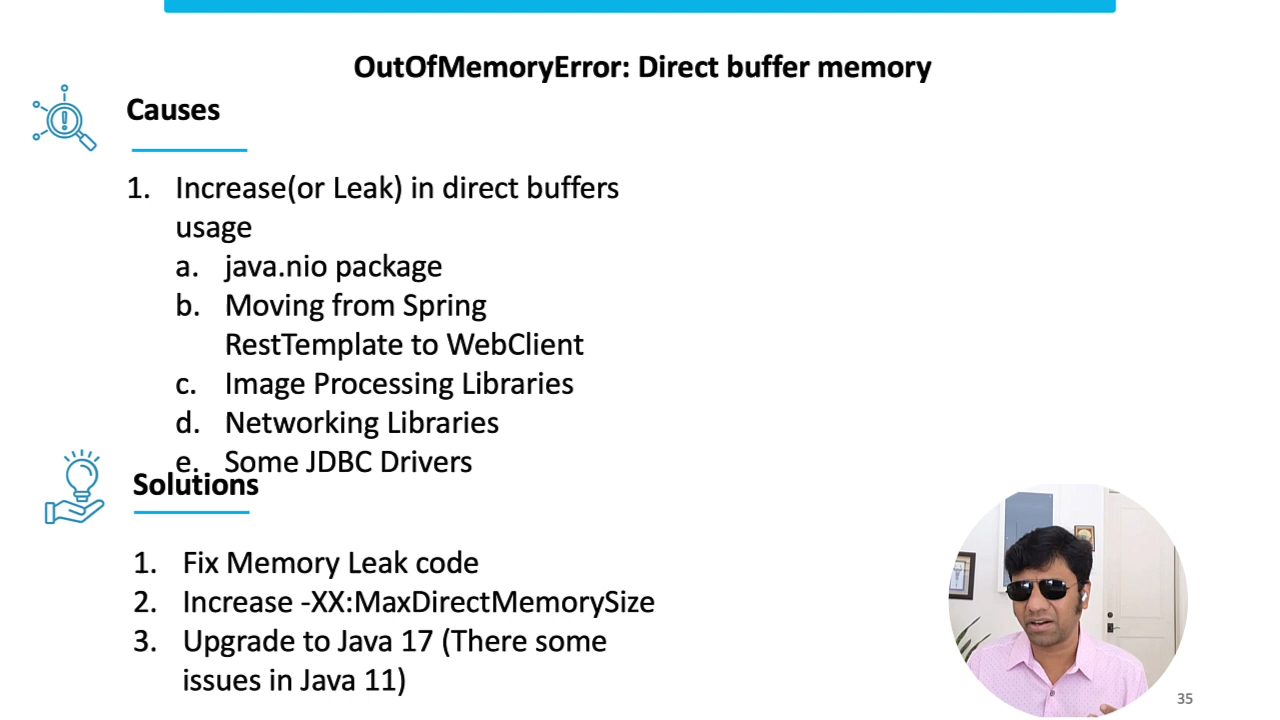 OutOfMemoryError: Direct buffer memory
Causes
1. Increase(or Leak) in direct buffers
usage
a. java.nio package
b. Moving from Spring
RestTemplate to WebClient
c. Image Processing Libraries
d. Networking Libraries
e. Some JDBC Drivers
Solutions
1. Fix Memory Leak code
2. Increase -XX:MaxDirectMemorySize
3. Upgrade to Java 17 (There some
issues in Java 11)
35